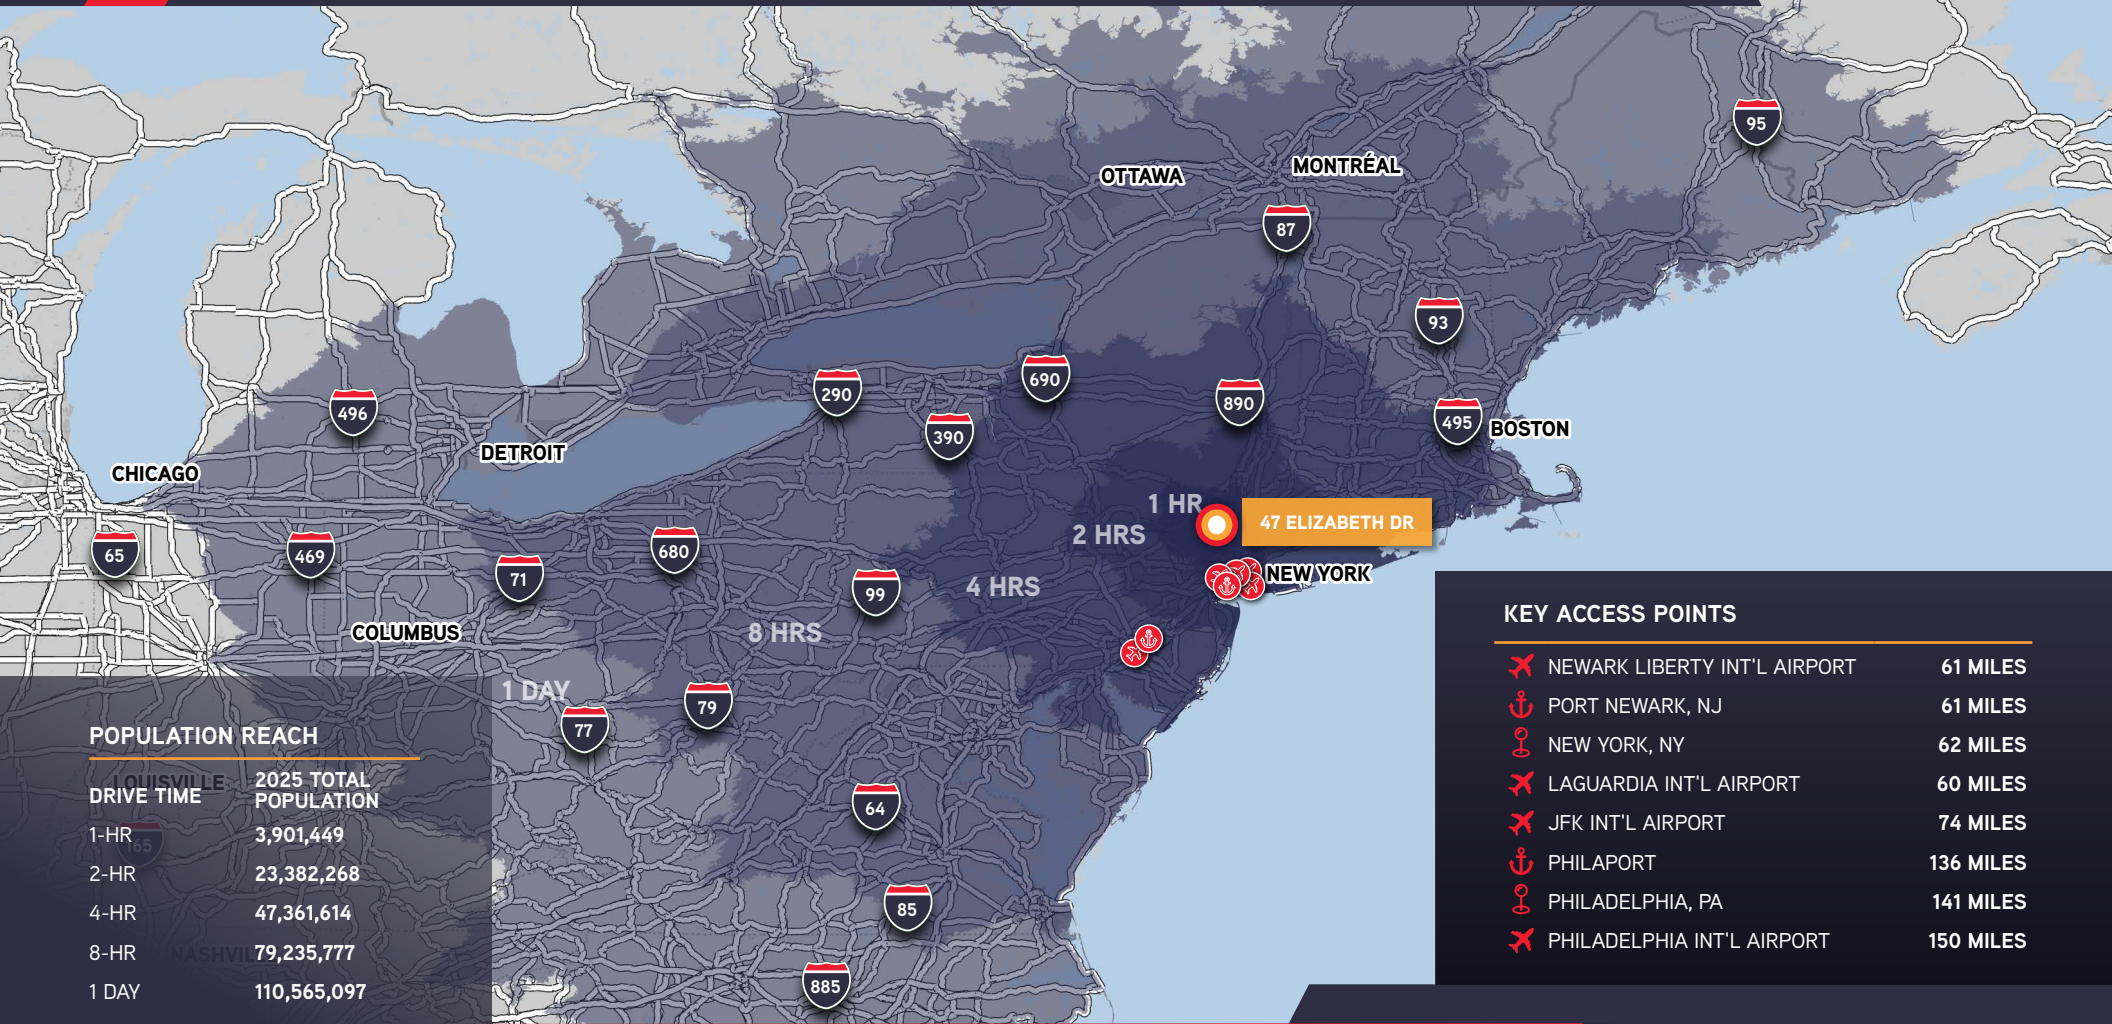 95
OTTAWA
MONTRÉAL
87
93
690
290
890
496
495
BOSTON
390
DETROIT
CHICAGO
1 HR
47 ELIZABETH DR
2 HRS
680
65
469
71
NEW YORK
99
4 HRS
COLUMBUS
8 HRS
1 DAY
79
77
64
85
885
POPULATION REACH
LOUISVILLE
DRIVE TIME
2025 TOTAL
POPULATION
1-HR 3,901,449
65
2-HR 23,382,268
4-HR 47,361,614
8-HR 79,235,777
1 DAY 110,565,097
KEY ACCESS POINTS
NEWARK LIBERTY INT'L AIRPORT 61 MILES
PORT NEWARK, NJ 61 MILES
NEW YORK, NY 62 MILES
LAGUARDIA INT'L AIRPORT 60 MILES
JFK INT'L AIRPORT 74 MILES
PHILAPORT 136 MILES
PHILADELPHIA, PA 141 MILES
PHILADELPHIA INT'L AIRPORT 150 MILES